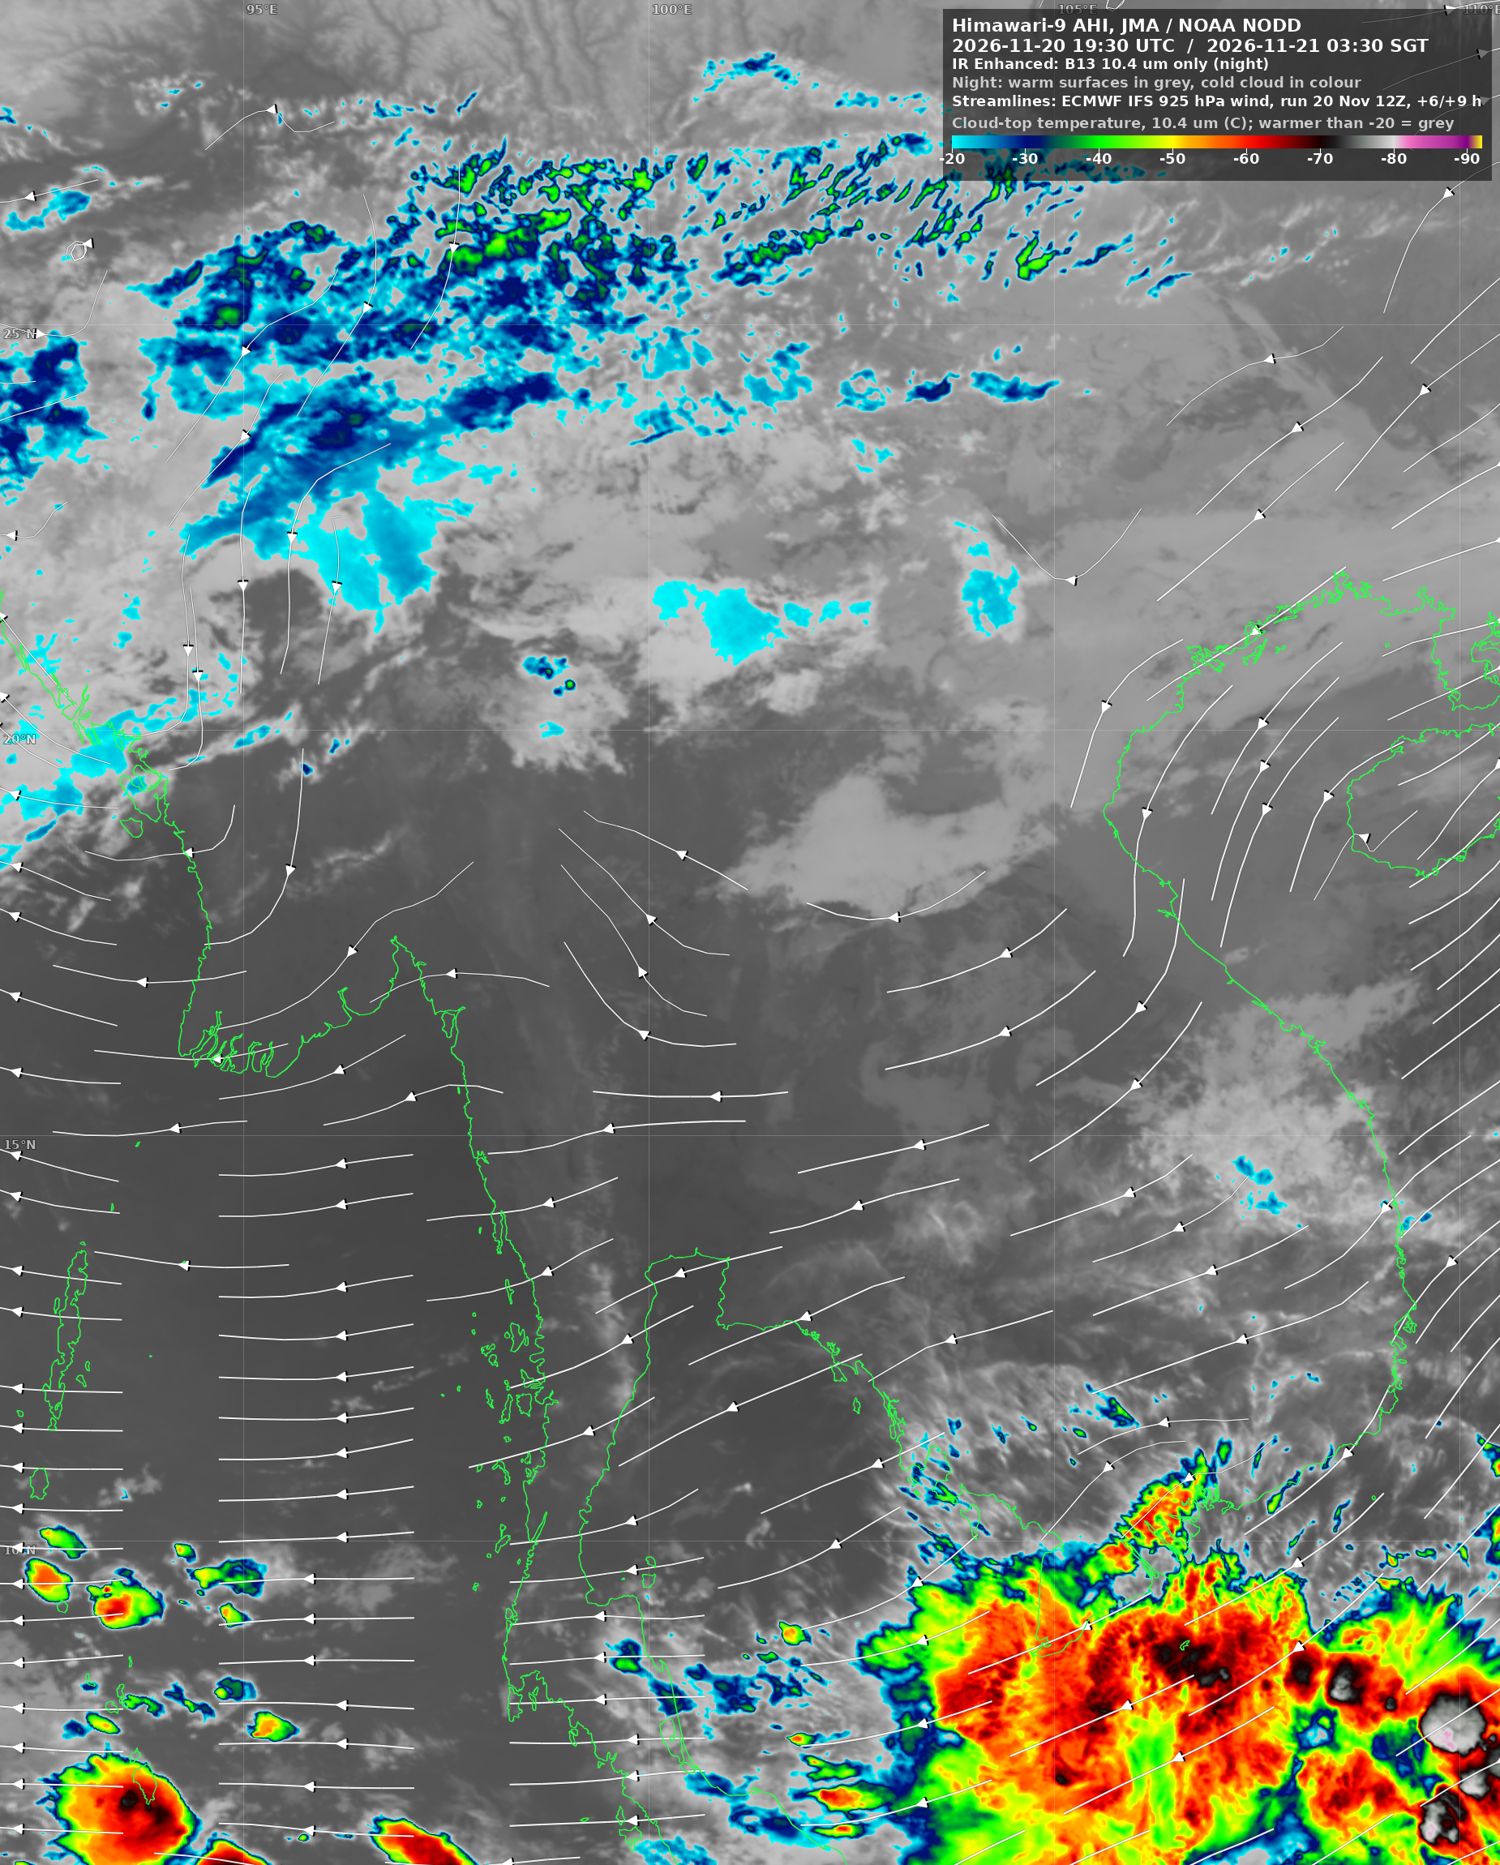 95°E
100°E
105°E
110°E
Himawari-9 AHI, JMA / NOAA NODD
2026-11-20 19:30 UTC / 2026-11-21 03:30 SGT
IR Enhanced: B13 10.4 um only (night)
Night: warm surfaces in grey, cold cloud in colour
Streamlines: ECMWF IFS 925 hPa wind, run 20 Nov 12Z, +6/+9 h
Cloud-top temperature, 10.4 um (C); warmer than -20 = grey
-20 -30 -40 -50 -60 -70 -80 -90
25°N
20°N
15°N
10°N